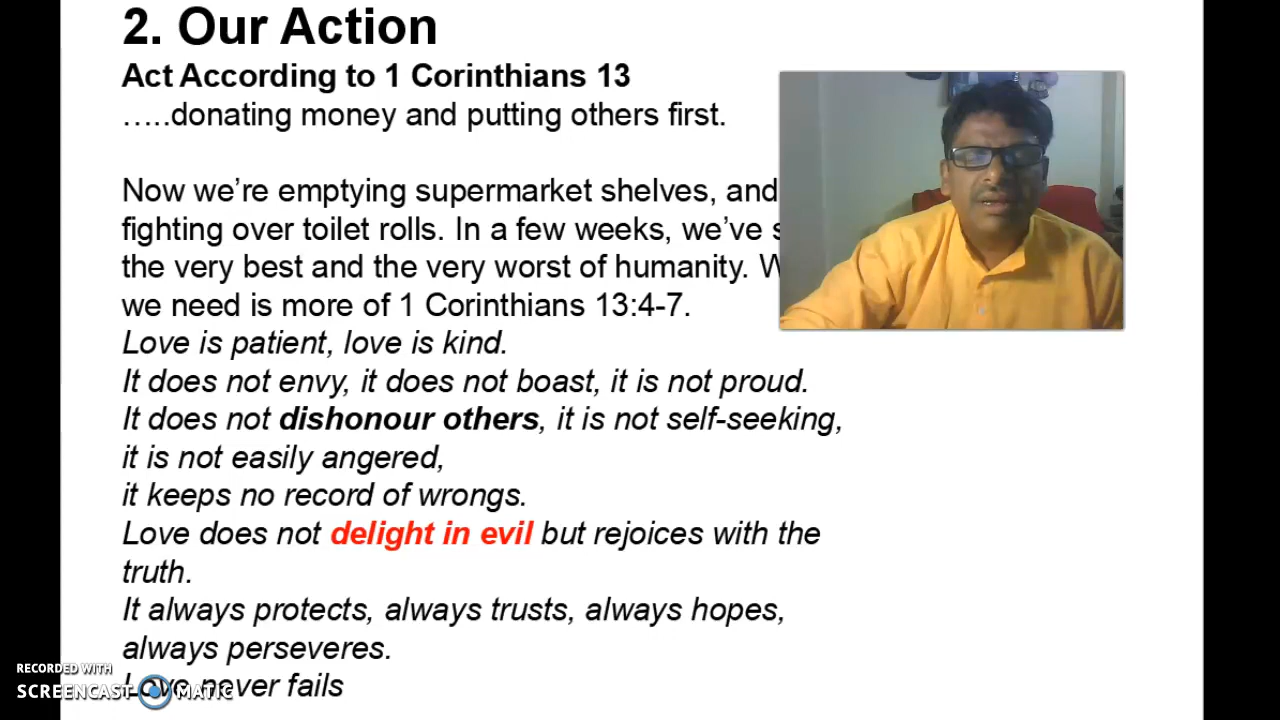 2. Our Action
Act According to 1 Corinthians 13
…..donating money and putting others first.
Now we’re emptying supermarket shelves, and
fighting over toilet rolls. In a few weeks, we’ve
the very best and the very worst of humanity.
we need is more of 1 Corinthians 13:4-7.
Love is patient, love is kind.
It does not envy, it does not boast, it is not proud.
It does not dishonour others, it is not self-seeking,
it is not easily angered,
it keeps no record of wrongs.
Love does not delight in evil but rejoices with the
truth.
It always protects, always trusts, always hopes,
always perseveres.
RECORDED WITH
SCREENCAST MATIC
Love never fails